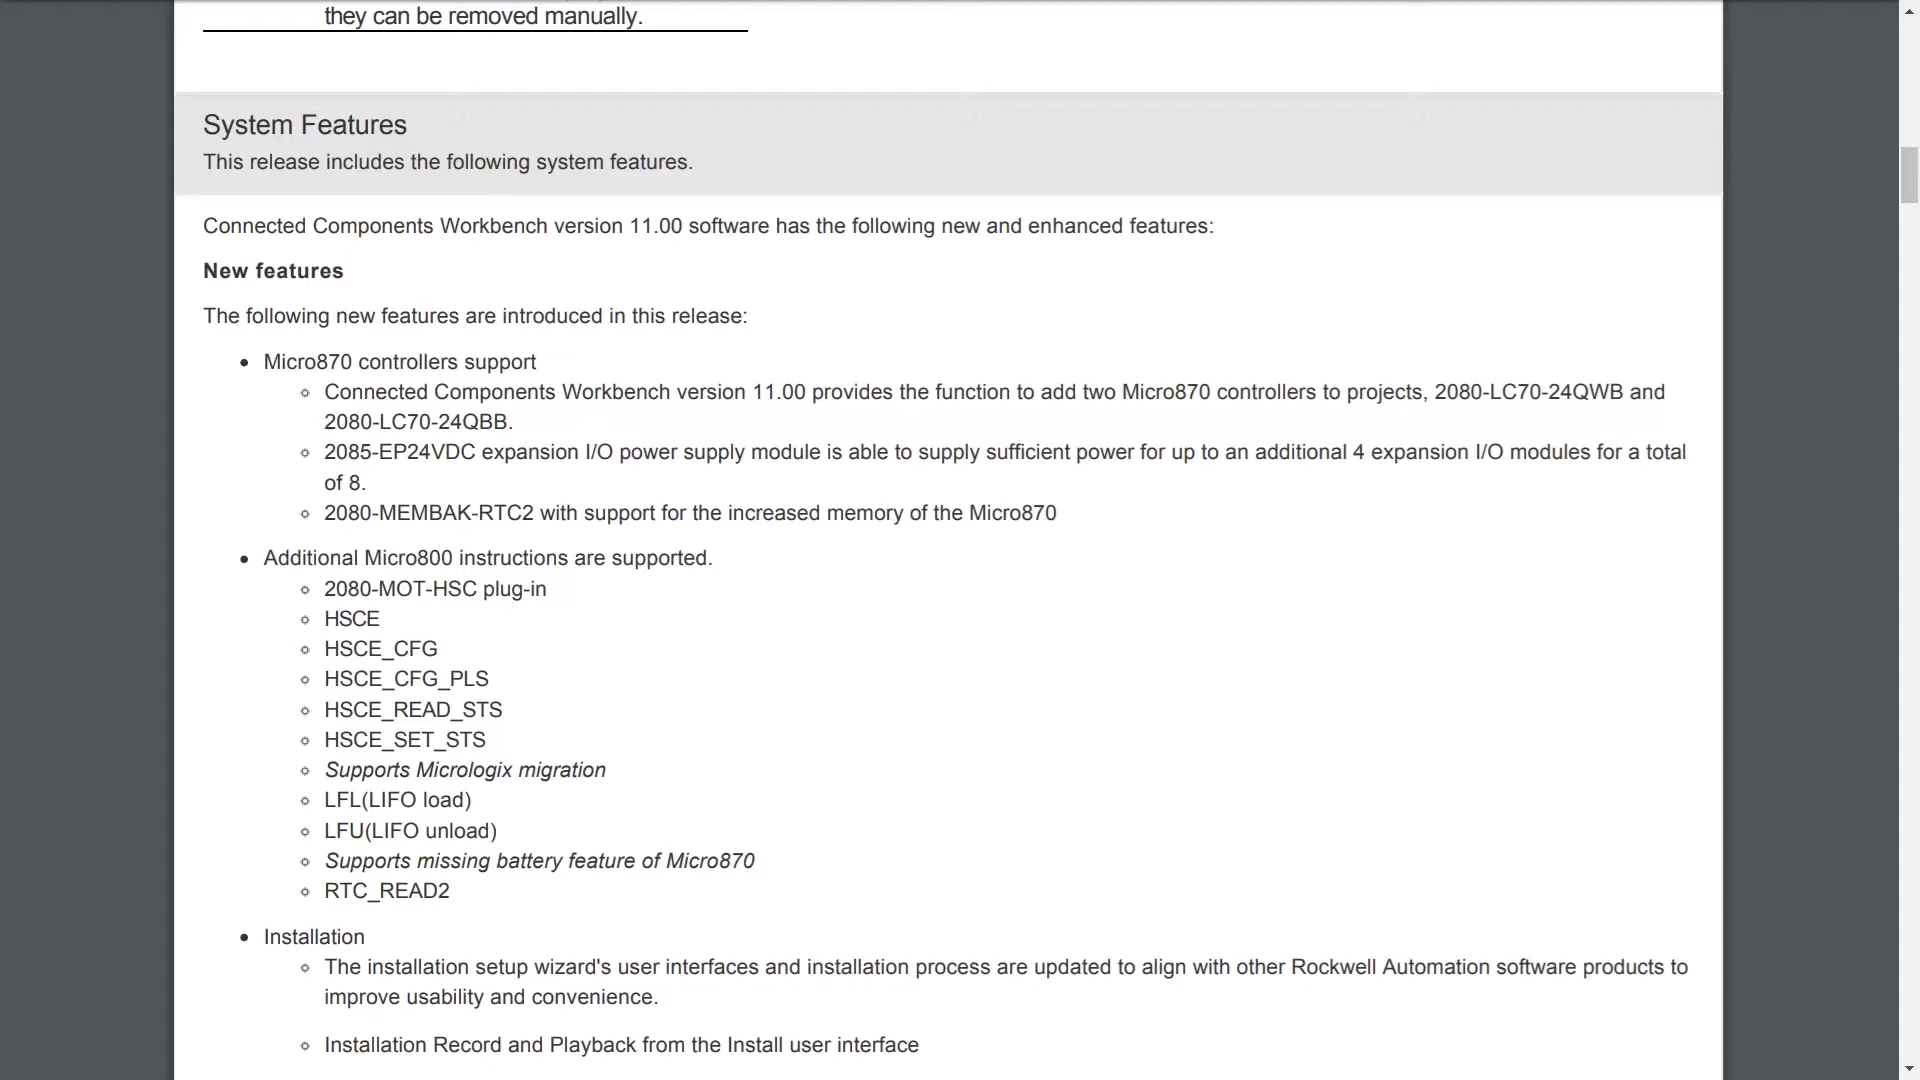 they can be removed manually.
System Features
This release includes the following system features.
Connected Components Workbench version 11.00 software has the following new and enhanced features:
New features
The following new features are introduced in this release:
Micro870 controllers support
Connected Components Workbench version 11.00 provides the function to add two Micro870 controllers to projects, 2080-LC70-24QWB and
2080-LC70-24QBB.
2085-EP24VDC expansion I/O power supply module is able to supply sufficient power for up to an additional 4 expansion I/O modules for a total
of 8.
2080-MEMBAK-RTC2 with support for the increased memory of the Micro870
Additional Micro800 instructions are supported.
2080-MOT-HSC plug-in
HSCE
HSCE_CFG
HSCE_CFG_PLS
HSCE_READ_STS
HSCE_SET_STS
Supports Micrologix migration
LFL(LIFO load)
LFU(LIFO unload)
Supports missing battery feature of Micro870
RTC_READ2
Installation
The installation setup wizard's user interfaces and installation process are updated to align with other Rockwell Automation software products to
improve usability and convenience.
Installation Record and Playback from the Install user interface